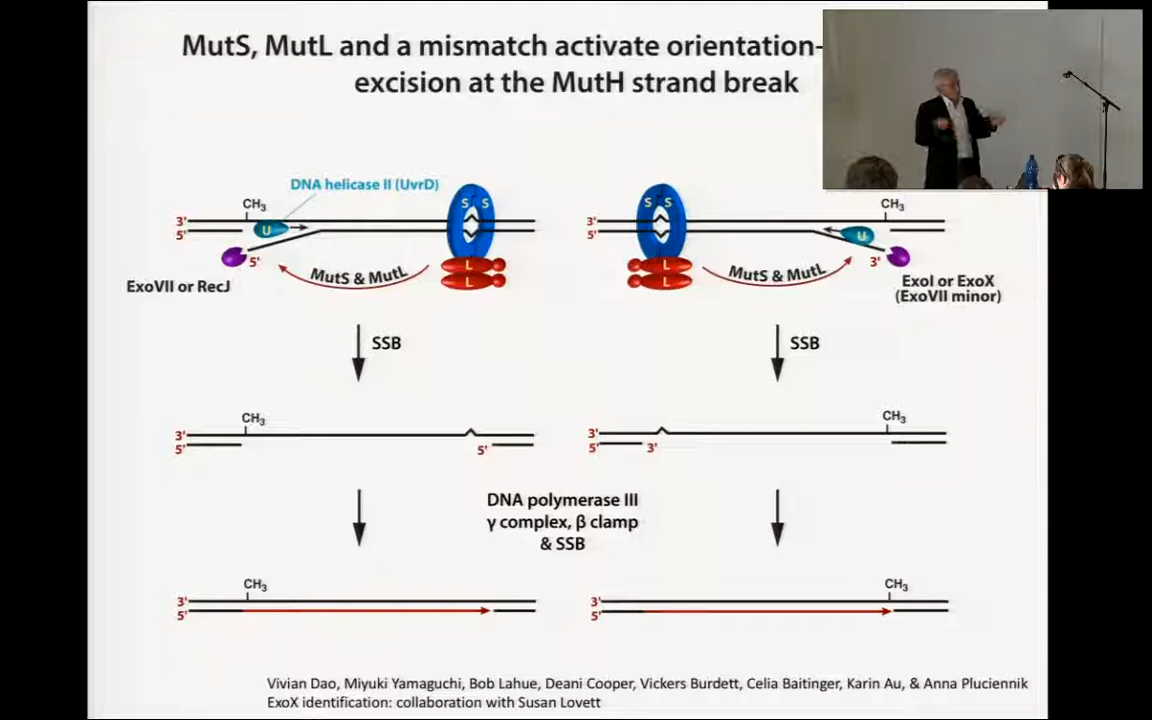 MutS, MutL and a mismatch activate orientation-
excision at the MutH strand break
DNA helicase II (UvrD)
CH3
3'
5'
U
S S
5'
MutS & MutL
L
L
ExoVII or RecJ
CH3
3'
5'
S S
U
L
L
MutS & MutL
3'
ExoI or ExoX
(ExoVII minor)
SSB
SSB
CH3
3'
5'
5'
CH3
3'
5'
3'
DNA polymerase III
γ complex, β clamp
& SSB
CH3
3'
5'
CH3
3'
5'
Vivian Dao, Miyuki Yamaguchi, Bob Lahue, Deani Cooper, Vickers Burdett, Celia Baitinger, Karin Au, & Anna Pluciennik
ExoX identification: collaboration with Susan Lovett